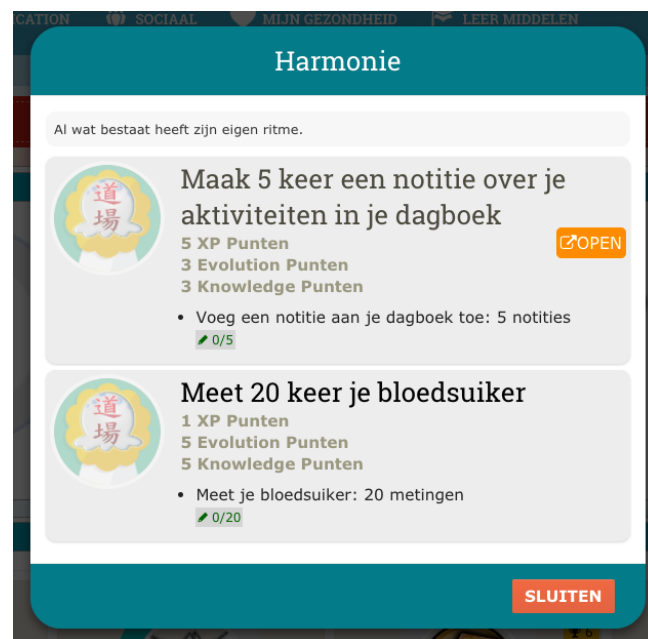 SOCIAAL MIJN GEZONDHEID LEER MIDDELEN
Harmonie
Al wat bestaat heeft zijn eigen ritme.
道
場
Maak 5 keer een notitie over je
aktiviteiten in je dagboek
5 XP Punten
3 Evolution Punten
3 Knowledge Punten
OPEN
• Voeg een notitie aan je dagboek toe: 5 notities
0/5
道
場
Meet 20 keer je bloedsuiker
1 XP Punten
5 Evolution Punten
5 Knowledge Punten
• Meet je bloedsuiker: 20 metingen
0/20
SLUITEN